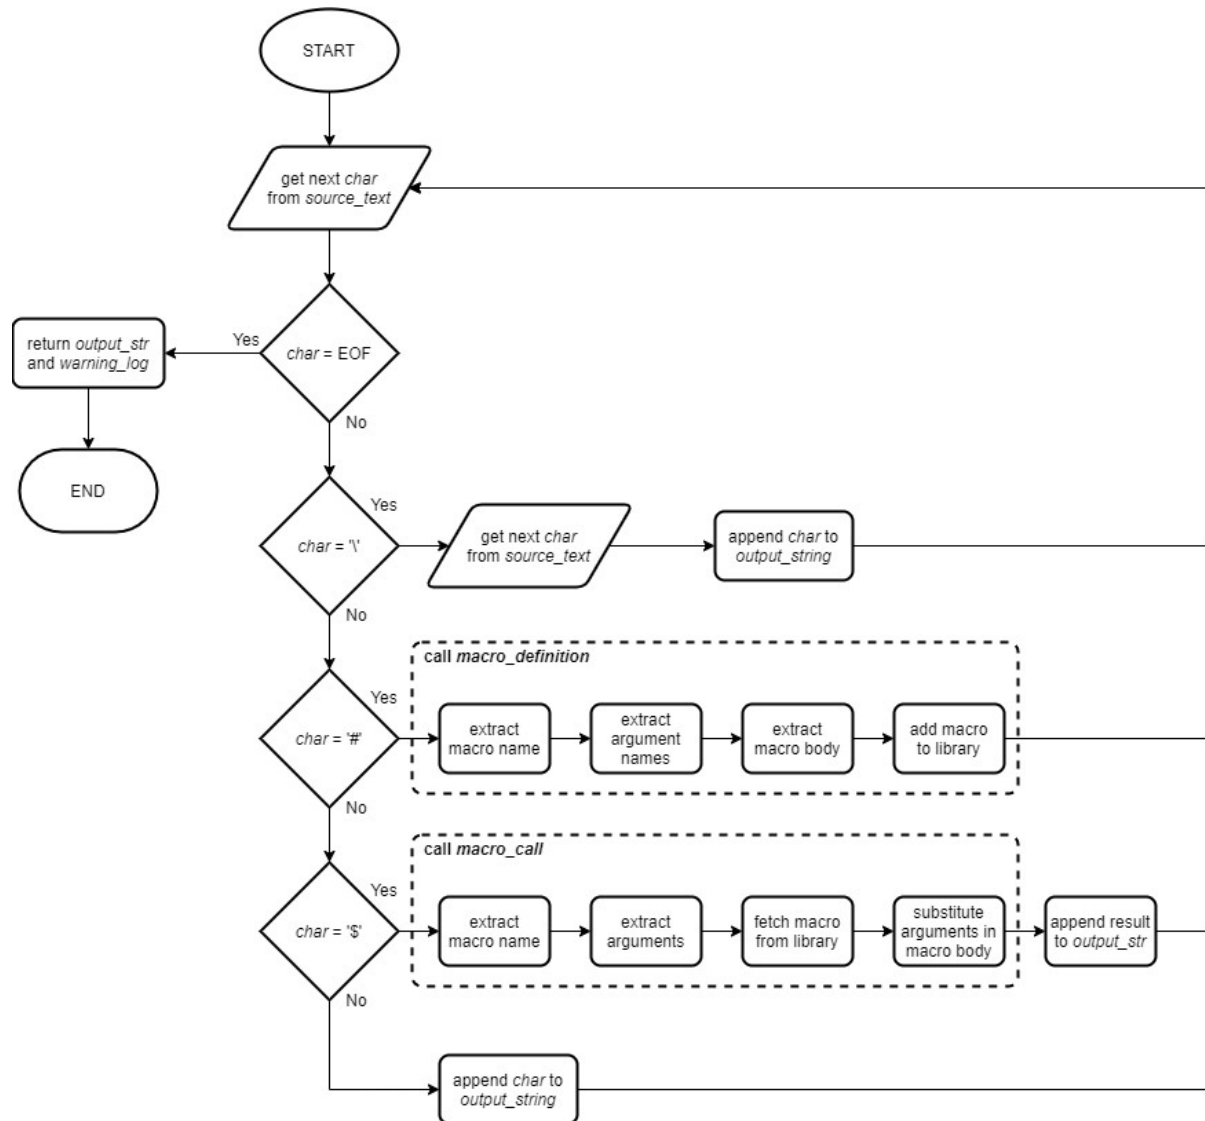 START
get next char
from source_text
char = EOF
Yes
No
return output_str
and warning_log
END
char = '\'
Yes
No
get next char
from source_text
append char to
output_string
char = '#'
Yes
No
call macro_definition
extract
macro name
extract
argument
names
extract
macro body
add macro
to library
char = '$'
Yes
No
call macro_call
extract
macro name
extract
arguments
fetch macro
from library
substitute
arguments in
macro body
append result
to output_str
append char to
output_string